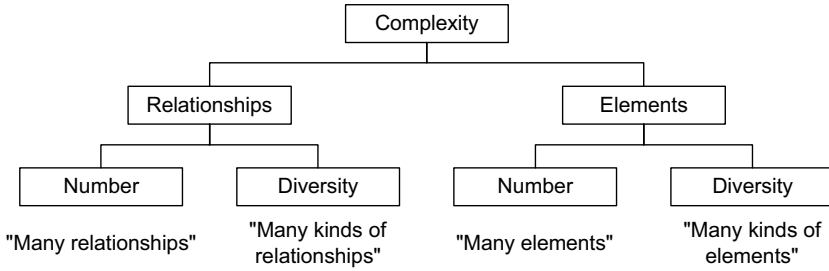 Complexity
Relationships
Elements
Number
Diversity
Number
Diversity
"Many relationships"
"Many kinds of
relationships"
"Many elements"
"Many kinds of
elements"